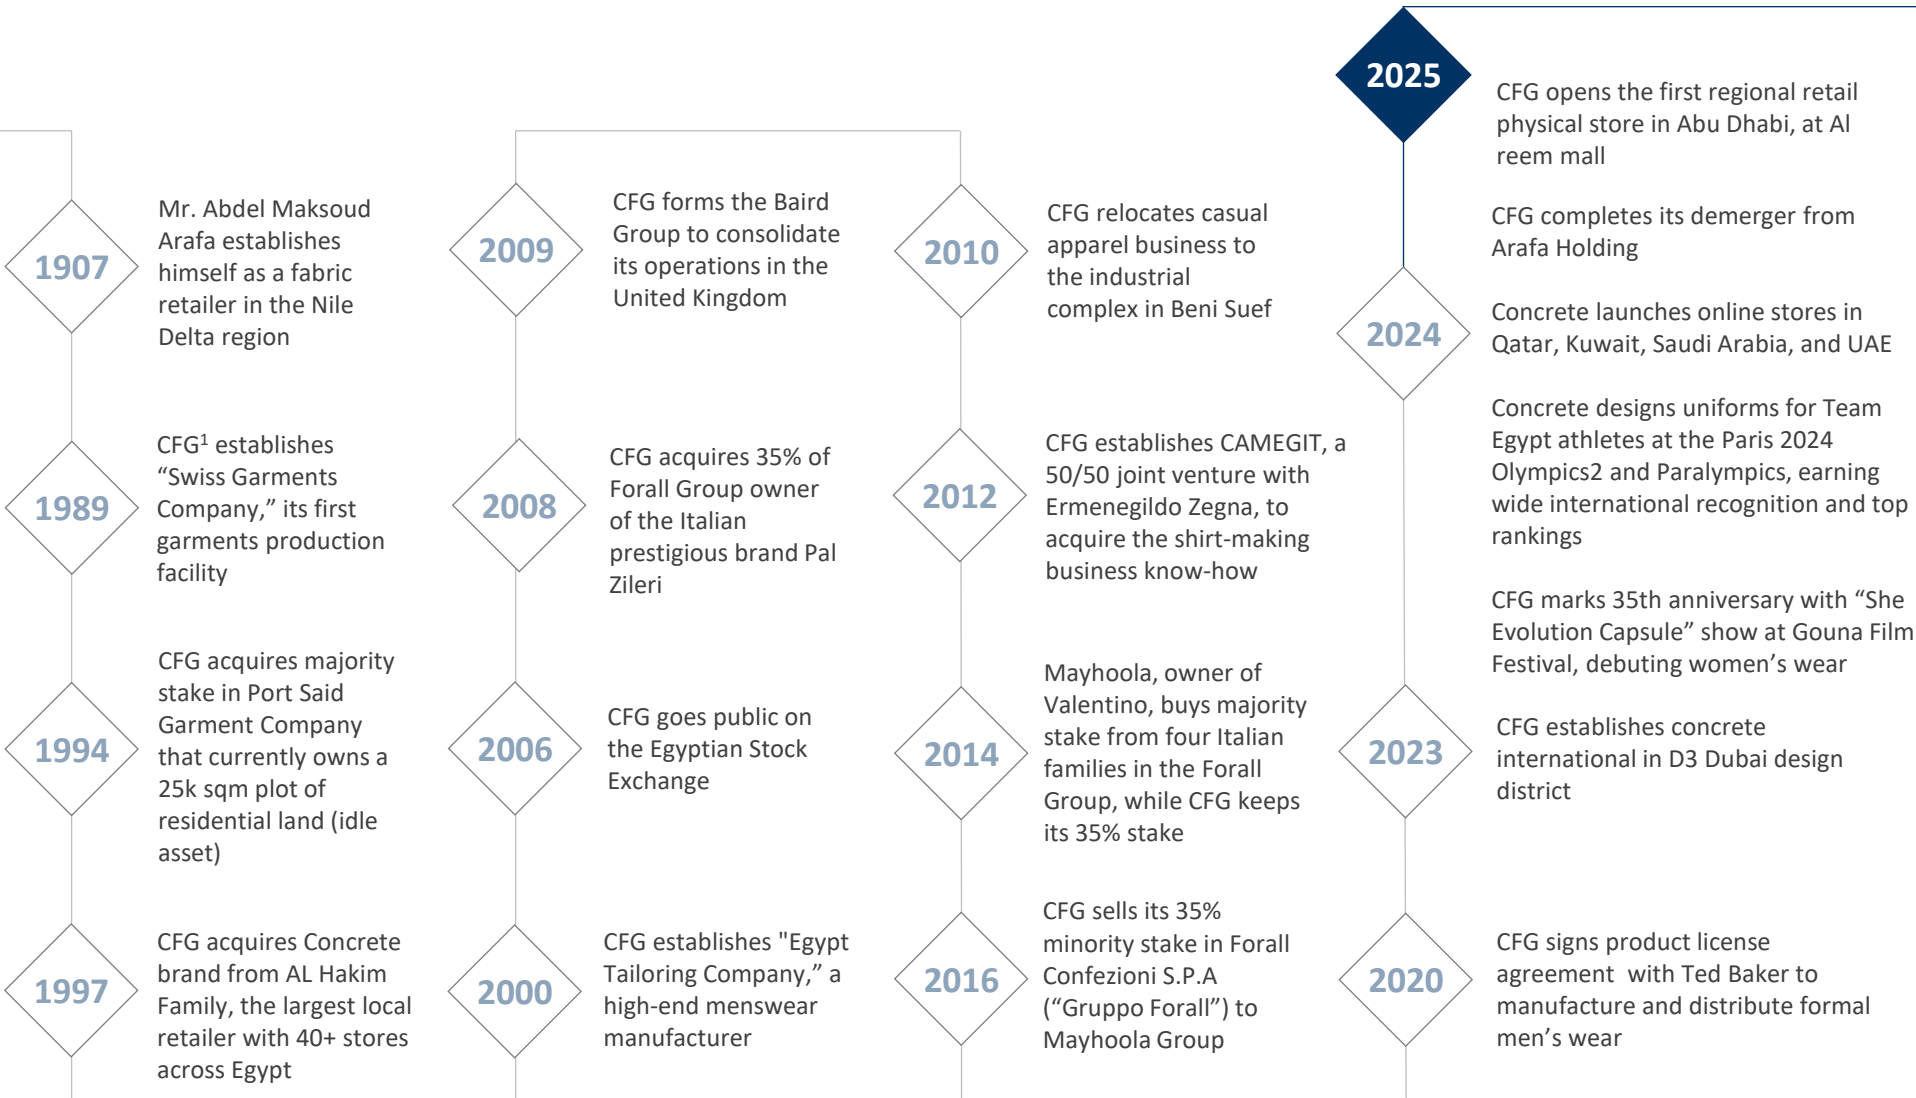 1907
Mr. Abdel Maksoud
Arafa establishes
himself as a fabric
retailer in the Nile
Delta region
1989
CFG¹ establishes
“Swiss Garments
Company,” its first
garments production
facility
1994
CFG acquires majority
stake in Port Said
Garment Company
that currently owns a
25k sqm plot of
residential land (idle
asset)
1997
CFG acquires Concrete
brand from AL Hakim
Family, the largest local
retailer with 40+ stores
across Egypt
2000
CFG establishes "Egypt
Tailoring Company,” a
high-end menswear
manufacturer
2006
CFG goes public on
the Egyptian Stock
Exchange
2008
CFG acquires 35% of
Forall Group owner
of the Italian
prestigious brand Pal
Zileri
2009
CFG forms the Baird
Group to consolidate
its operations in the
United Kingdom
2010
CFG relocates casual
apparel business to
the industrial
complex in Beni Suef
2012
CFG establishes CAMEGIT, a
50/50 joint venture with
Ermenegildo Zegna, to
acquire the shirt-making
business know-how
2014
Mayhoola, owner of
Valentino, buys majority
stake from four Italian
families in the Forall
Group, while CFG keeps
its 35% stake
2016
CFG sells its 35%
minority stake in Forall
Confezioni S.P.A
(“Gruppo Forall”) to
Mayhoola Group
2020
CFG signs product license
agreement with Ted Baker to
manufacture and distribute formal
men’s wear
2023
CFG establishes concrete
international in D3 Dubai design
district
2024
CFG completes its demerger from
Arafa Holding
Concrete launches online stores in
Qatar, Kuwait, Saudi Arabia, and UAE
Concrete designs uniforms for Team
Egypt athletes at the Paris 2024
Olympics2 and Paralympics, earning
wide international recognition and top
rankings
CFG marks 35th anniversary with “She
Evolution Capsule” show at Gouna Film
Festival, debuting women’s wear
2025
CFG opens the first regional retail
physical store in Abu Dhabi, at Al
reem mall